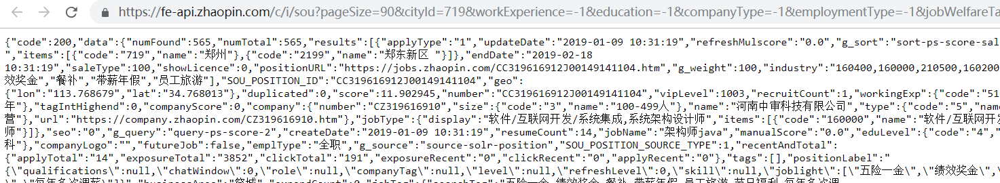 https://fe-api.zhaopin.com/c/i/sou?pageSize=90&cityId=719&workExperience=-1&education=-1&companyType=-1&employmentType=-1&jobWelfareTa
{"code":200,"data":{"numFound":565,"numTotal":565,"results":[{"applyType":"1","updateDate":"2019-01-09 10:31:19","refreshMulscore":"0.0","g_sort":"sort-ps-score-sal
","items":[{"code":"719","name":"郑州"},{"code":"2199","name":"郑东新区 "}]},"endDate":"2019-02-18
10:31:19","saleType":100,"showLicence":0,"positionURL":"https://jobs.zhaopin.com/CC319616912J00149141104.htm","g_weight":100,"industry":"160400,160000,210500,160200
效奖金","餐补","带薪年假","员工旅游"],"SOU_POSITION_ID":"CC319616912J00149141104","geo":
{"lon":"113.768679","lat":"34.768013"},"duplicated":0,"score":11.902945,"number":"CC319616912J00149141104","vipLevel":1003,"recruitCount":1,"workingExp":{"code":"51
年"},"tagIntHighend":0,"companyScore":0,"company":{"number":"CZ319616910","size":{"code":"3","name":"100-499人"},"name":"河南中审科技有限公司","type":{"code":"5","nam
营"},"url":"https://company.zhaopin.com/CZ319616910.htm"},"jobType":{"display":"软件/互联网开发/系统集成,系统架构设计师","items":[{"code":"160000","name":"软件/互联网开发
师"}]},"seo":"0","g_query":"query-ps-score-2","createDate":"2019-01-09 10:31:19","resumeCount":14,"jobName":"架构师java","manualScore":"0.0","eduLevel":{"code":"4","
科"},"companyLogo":"","futureJob":false,"emplType":"全职","g_source":"source-solr-position","SOU_POSITION_SOURCE_TYPE":1,"recentAndTotal":
{"applyTotal":"14","exposureTotal":"3852","clickTotal":"191","exposureRecent":"0","clickRecent":"0","applyRecent":"0"},"tags":[],"positionLabel":"
{\"qualifications\":null,\"chatWindow\":0,\"role\":null,\"companyTag\":null,\"level\":null,\"refreshLevel\":0,\"skill\":null,\"joblight\":[\"五险一金\",\"绩效奖金\",\